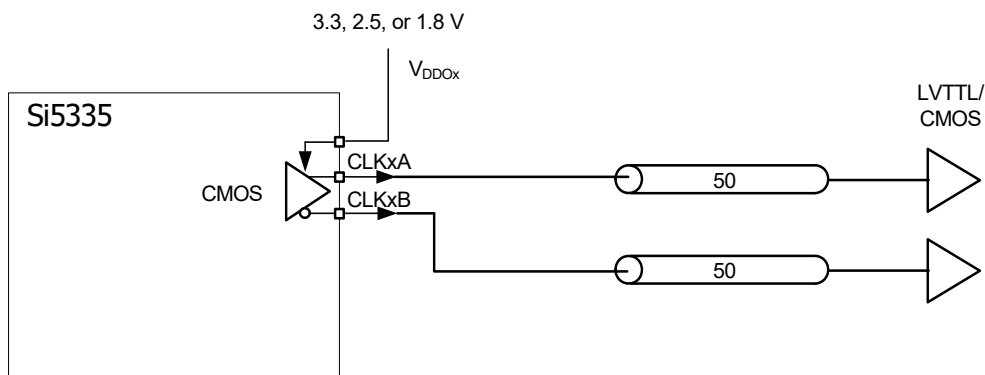 3.3, 2.5, or 1.8 V
VDDOx
Si5335
LVTTL/
CMOS
CLKxA
50
CMOS
CLKxB
50